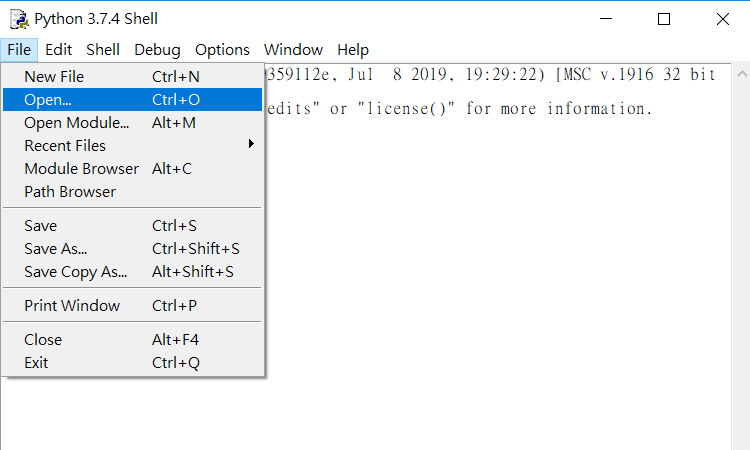 Python 3.7.4 Shell
File Edit Shell Debug Options Window Help
New File Ctrl+N
Open... Ctrl+O
Open Module... Alt+M
Recent Files
Module Browser Alt+C
Path Browser
Save Ctrl+S
Save As... Ctrl+Shift+S
Save Copy As... Alt+Shift+S
Print Window Ctrl+P
Close Alt+F4
Exit Ctrl+Q
9359112e, Jul  8 2019, 19:29:22) [MSC v.1916 32 bit
edits" or "license()" for more information.